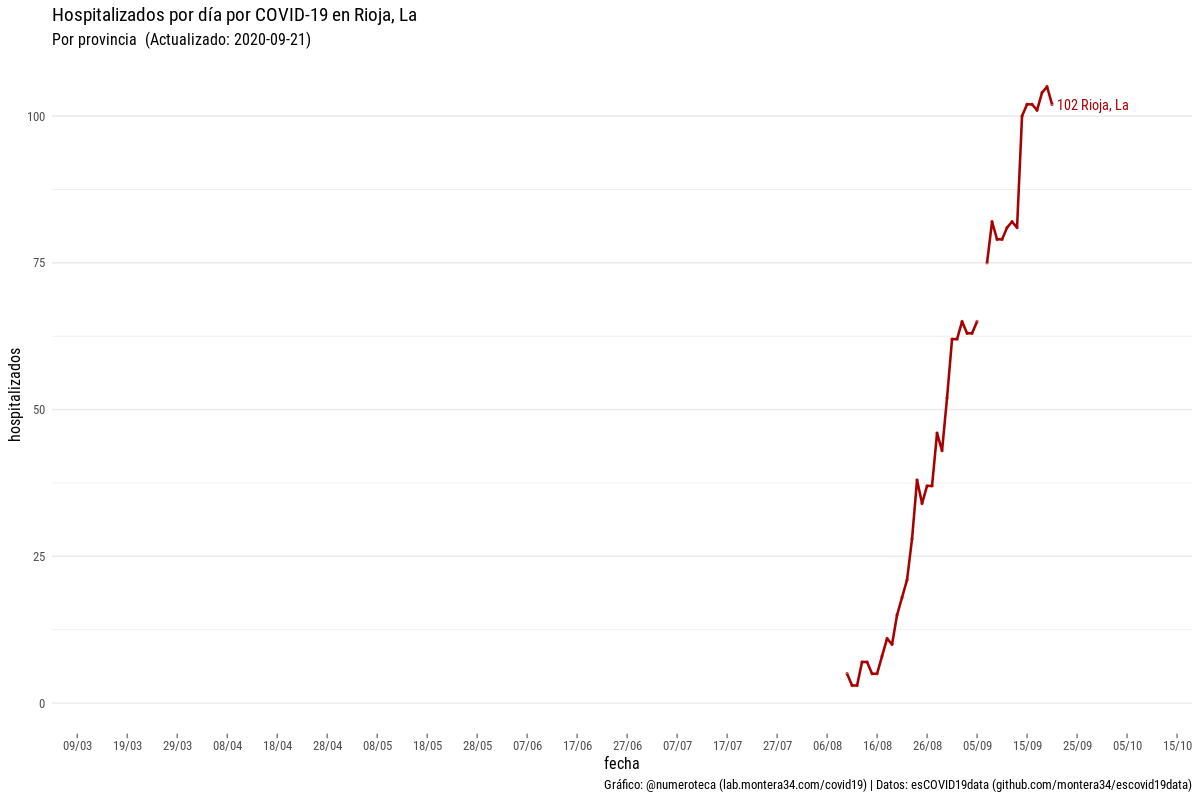 Hospitalizados por día por COVID-19 en Rioja, La
Por provincia (Actualizado: 2020-09-21)
102 Rioja, La
100
75
50
25
0
hospitalizados
09/03 19/03 29/03 08/04 18/04 28/04 08/05 18/05 28/05 07/06 17/06 27/06 07/07 17/07 27/07 06/08 16/08 26/08 05/09 15/09 25/09 05/10 15/10
fecha
Gráfico: @numeroteca (lab.montera34.com/covid19) | Datos: esCOVID19data (github.com/montera34/escovid19data)